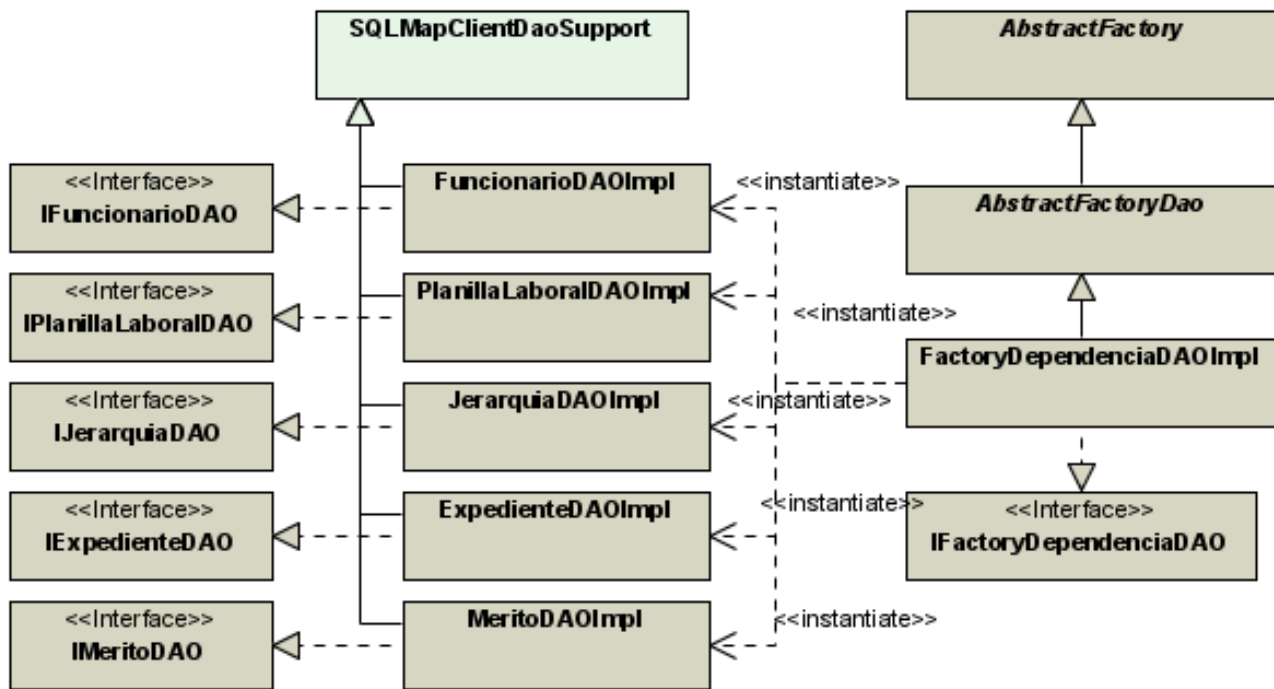 SQLMapClientDaoSupport
AbstractFactory
<<Interface>>
IFuncionarioDAO
FuncionarioDAOImpl
<<instantiate>>
AbstractFactoryDao
<<Interface>>
IPlanillaLaboralDAO
PlanillaLaboralDAOImpl
<<instantiate>>
FactoryDependenciaDAOImpl
<<Interface>>
IJerarquiaDAO
JerarquiaDAOImpl
<<instantiate>>
<<Interface>>
IExpedienteDAO
ExpedienteDAOImpl
<<instantiate>>
<<Interface>>
IFactoryDependenciaDAO
<<Interface>>
IMeritoDAO
MeritoDAOImpl
<<instantiate>>